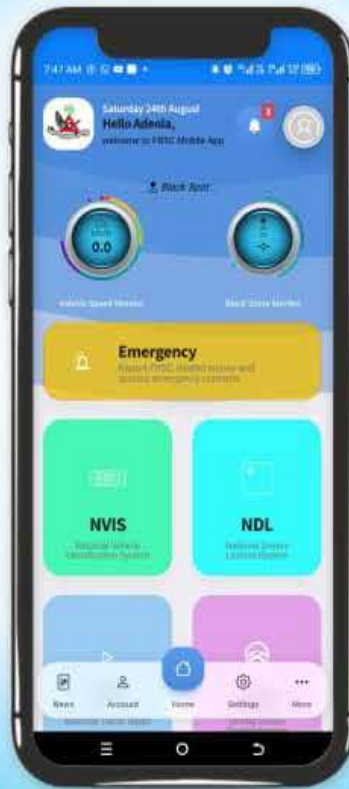 7:47 AM
Saturday 24th August
Hello Adenla,
welcome to FRSC Mobile App
Black Spot
0.0
Vehicle Speed Monitor
Black Spots Monitor
Emergency
Report FRSC related issues and
access emergency contacts
NVIS
National Vehicle
Identification System
NDL
National Drivers
License System
News
Account
Home
Settings
More